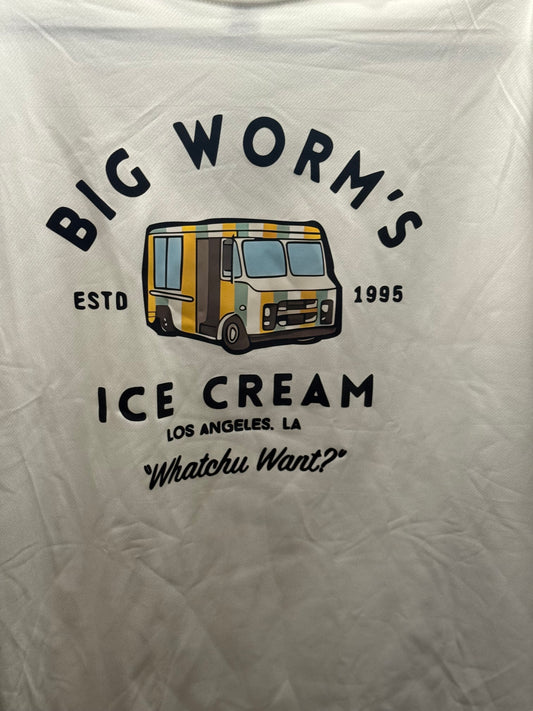 BIG WORM'S
ESTD 1995
ICE CREAM
LOS ANGELES, LA
"Whatchu Want?"